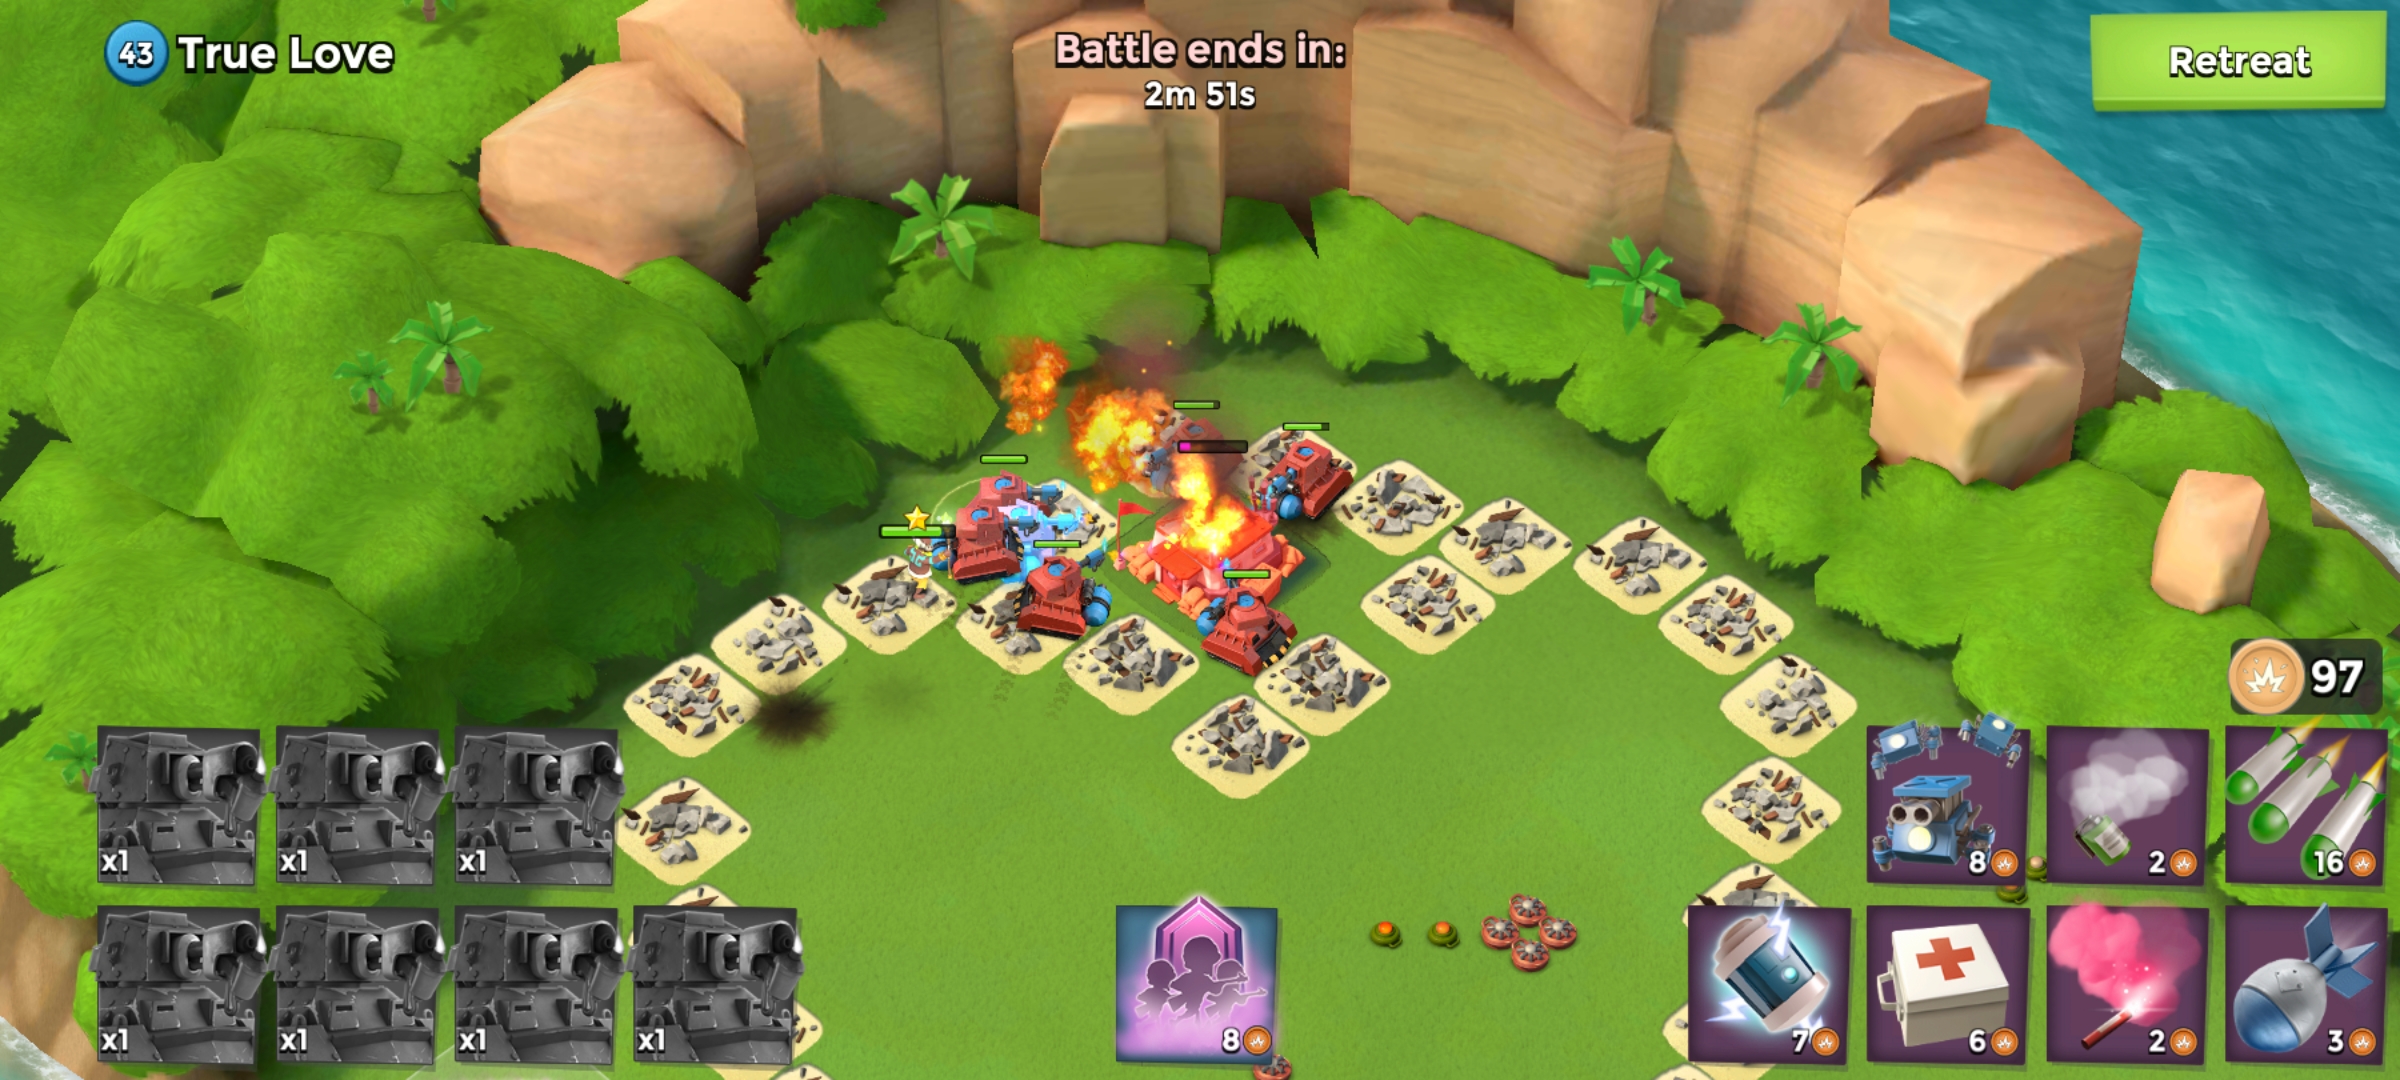 43 True Love
Battle ends in:
2m 51s
Retreat
97
x1 x1 x1
8 2 16
x1 x1 x1 x1
8
7 6 2 3